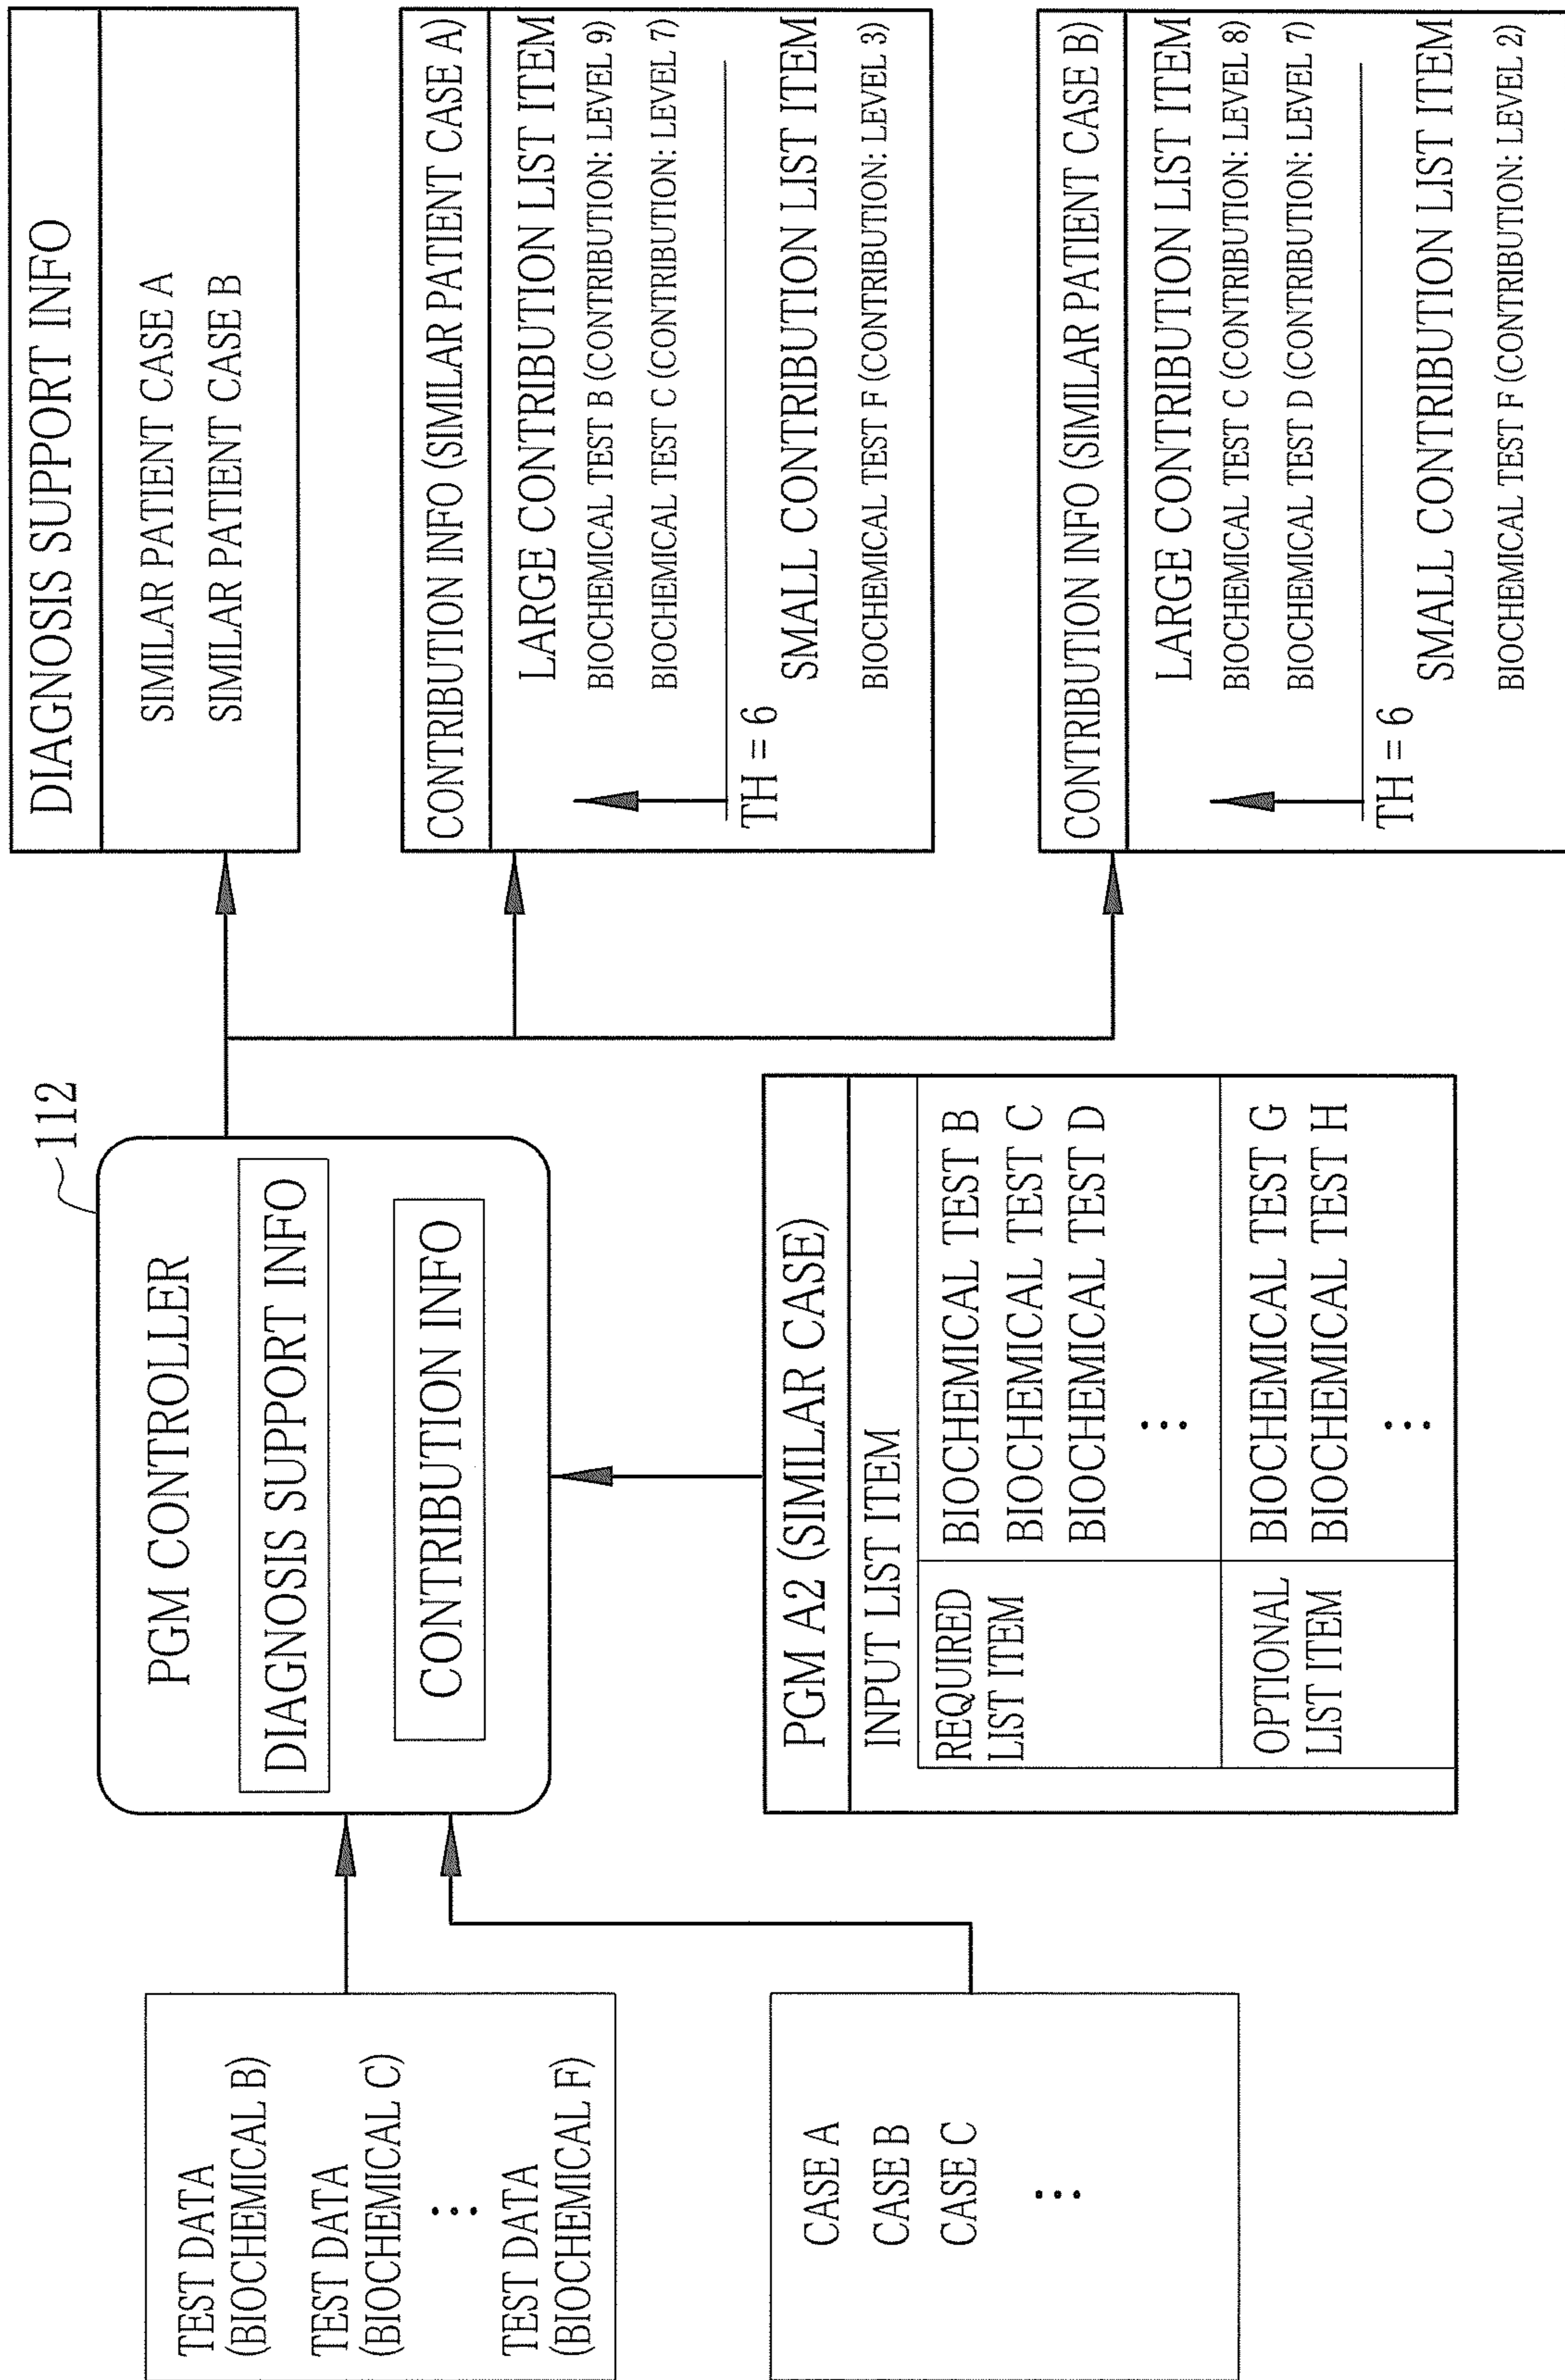 TEST DATA
(BIOCHEMICAL B)
TEST DATA
(BIOCHEMICAL C)
⋮
TEST DATA
(BIOCHEMICAL F)
CASE A
CASE B
CASE C
⋮
112
PGM CONTROLLER
DIAGNOSIS SUPPORT INFO
CONTRIBUTION INFO
PGM A2 (SIMILAR CASE)
INPUT LIST ITEM
REQUIRED
LIST ITEM
BIOCHEMICAL TEST B
BIOCHEMICAL TEST C
BIOCHEMICAL TEST D
⋮
OPTIONAL
LIST ITEM
BIOCHEMICAL TEST G
BIOCHEMICAL TEST H
⋮
DIAGNOSIS SUPPORT INFO
SIMILAR PATIENT CASE A
SIMILAR PATIENT CASE B
CONTRIBUTION INFO (SIMILAR PATIENT CASE A)
LARGE CONTRIBUTION LIST ITEM
BIOCHEMICAL TEST B (CONTRIBUTION: LEVEL 9)
BIOCHEMICAL TEST C (CONTRIBUTION: LEVEL 7)
TH = 6
SMALL CONTRIBUTION LIST ITEM
BIOCHEMICAL TEST F (CONTRIBUTION: LEVEL 3)
CONTRIBUTION INFO (SIMILAR PATIENT CASE B)
LARGE CONTRIBUTION LIST ITEM
BIOCHEMICAL TEST C (CONTRIBUTION: LEVEL 8)
BIOCHEMICAL TEST D (CONTRIBUTION: LEVEL 7)
TH = 6
SMALL CONTRIBUTION LIST ITEM
BIOCHEMICAL TEST F (CONTRIBUTION: LEVEL 2)